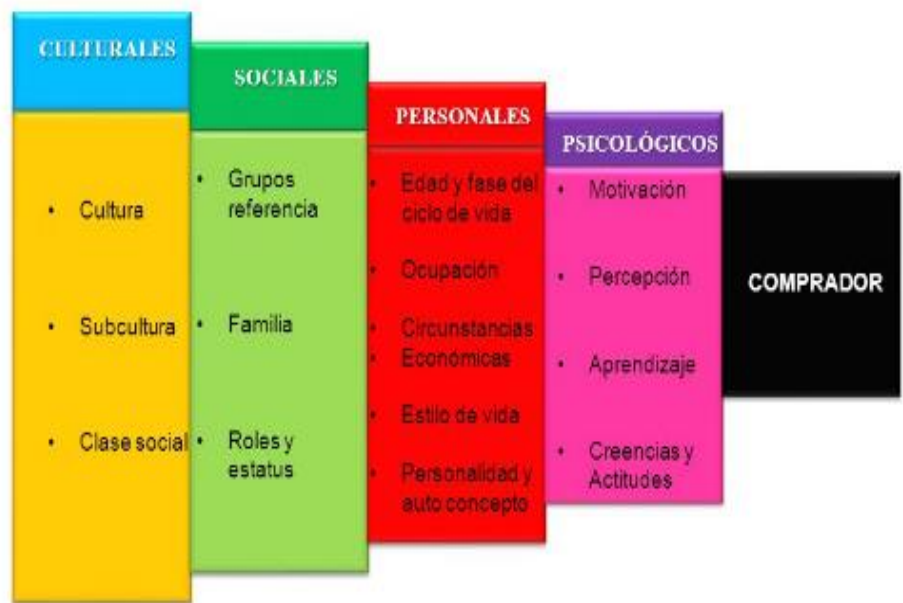 CULTURALES
• Cultura
• Subcultura
• Clase social
SOCIALES
• Grupos
referencia
• Familia
• Roles y
estatus
PERSONALES
• Edad y fase del
ciclo de vida
• Ocupación
• Circunstancias
• Económicas
• Estilo de vida
• Personalidad y
auto concepto
PSICOLÓGICOS
• Motivación
• Percepción
• Aprendizaje
• Creencias y
Actitudes
COMPRADOR